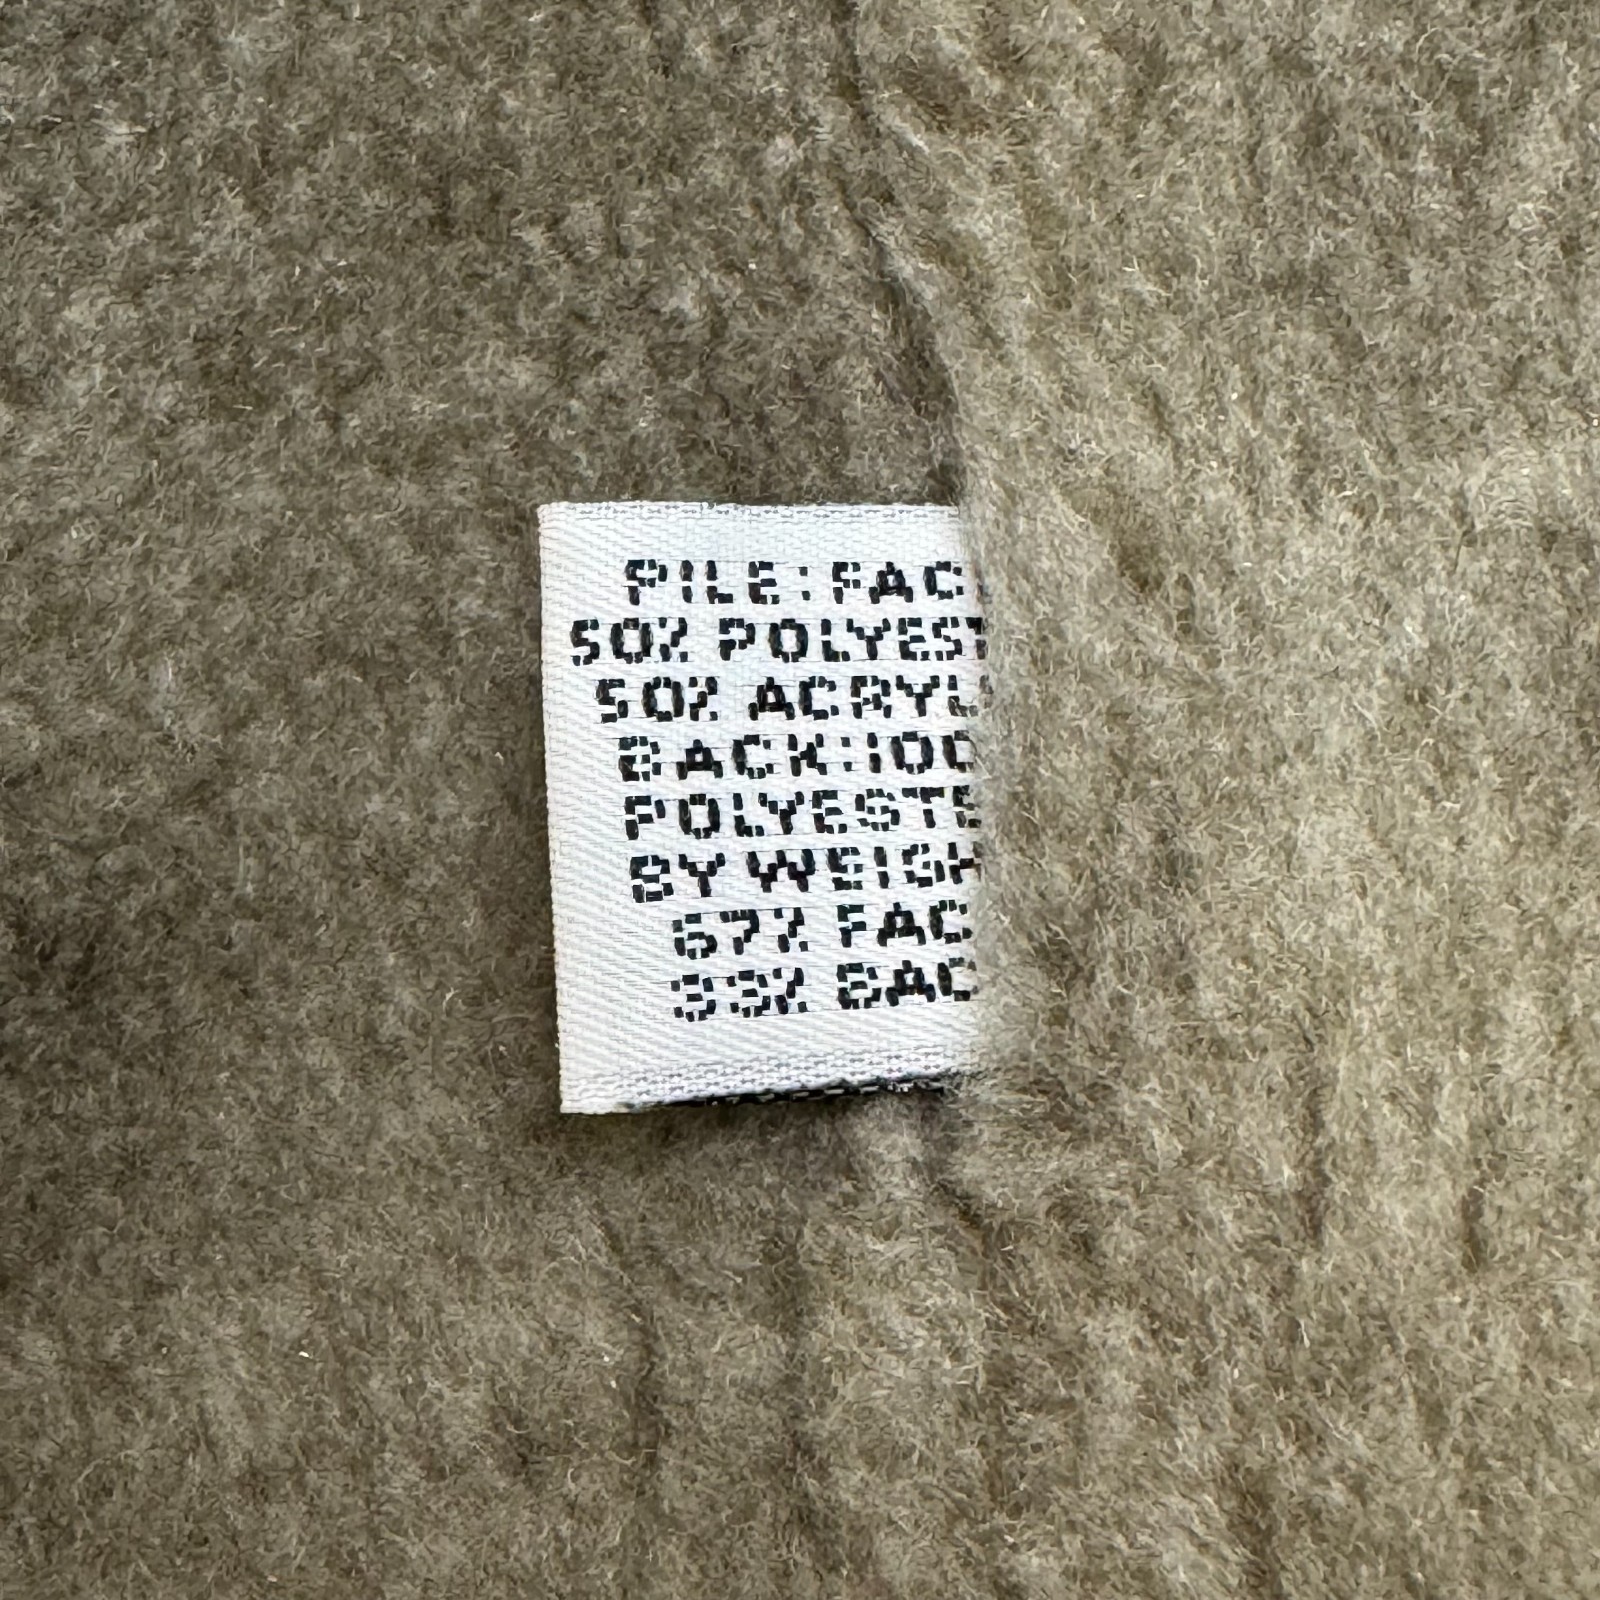 PILE:FAC
50% POLYEST
50% ACRYL
BACK:100
POLYESTE
BY WEIGH
67% FAC
33% BAC